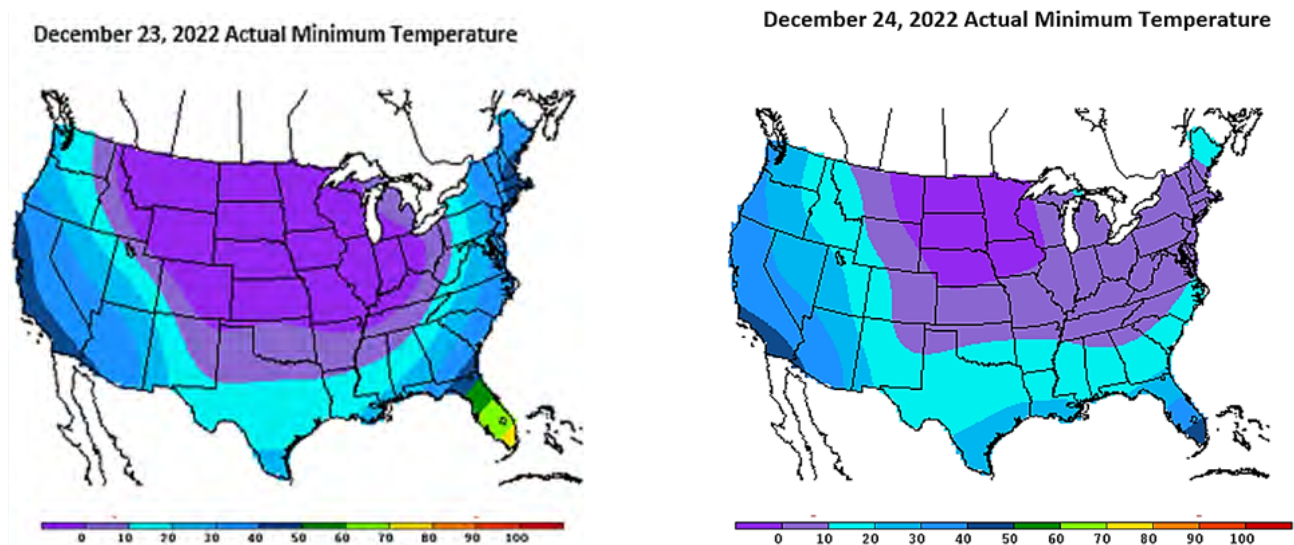 December 23, 2022 Actual Minimum Temperature
0 10 20 30 40 50 60 70 80 90 100
December 24, 2022 Actual Minimum Temperature
0 10 20 30 40 50 60 70 80 90 100